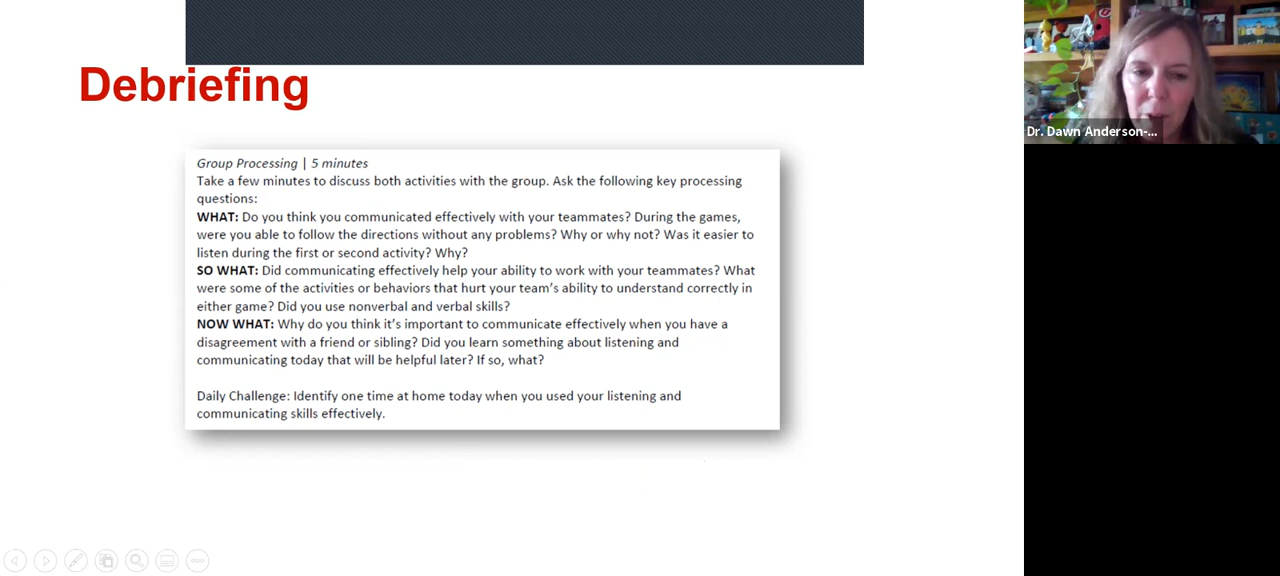 Debriefing
Group Processing | 5 minutes
Take a few minutes to discuss both activities with the group. Ask the following key processing
questions:
WHAT: Do you think you communicated effectively with your teammates? During the games,
were you able to follow the directions without any problems? Why or why not? Was it easier to
listen during the first or second activity? Why?
SO WHAT: Did communicating effectively help your ability to work with your teammates? What
were some of the activities or behaviors that hurt your team's ability to understand correctly in
either game? Did you use nonverbal and verbal skills?
NOW WHAT: Why do you think it's important to communicate effectively when you have a
disagreement with a friend or sibling? Did you learn something about listening and
communicating today that will be helpful later? If so, what?
Daily Challenge: Identify one time at home today when you used your listening and
communicating skills effectively.
Dr. Dawn Anderson-...